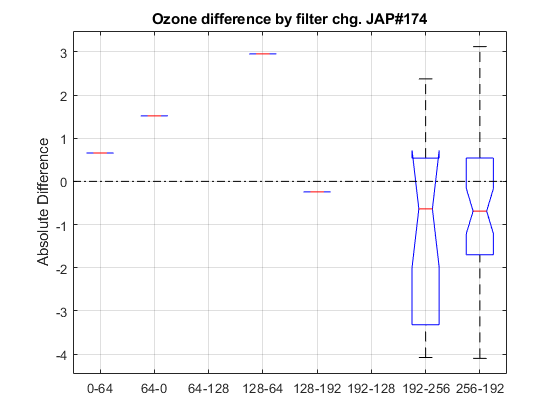 Ozone difference by filter chg. JAP#174
Absolute Difference
3
2
1
0
-1
-2
-3
-4
0-64 64-0 64-128 128-64 128-192 192-128 192-256 256-192